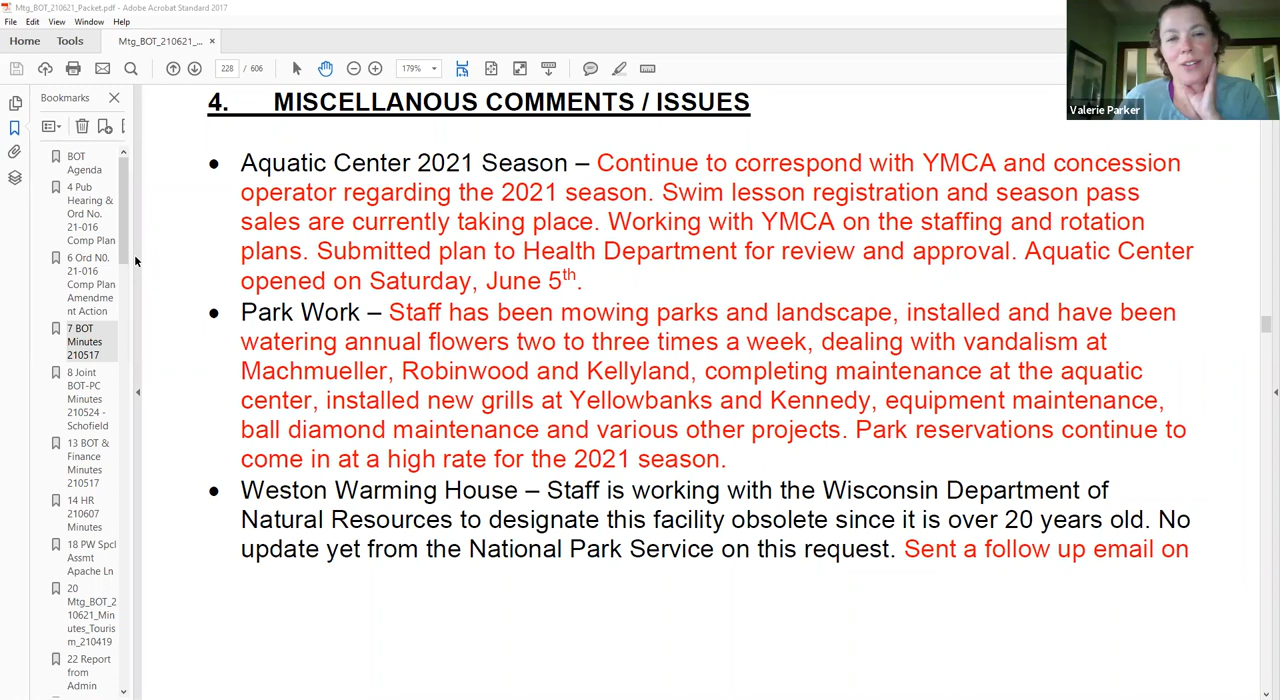 Mtg_BOT_210621_Packet.pdf - Adobe Acrobat Standard 2017
File Edit View Window Help
Home Tools Mtg_BOT_210621_... ×
228 / 606 179%
Bookmarks
BOT
Agenda
4 Pub
Hearing &
Ord No.
21-016
Comp Plan
6 Ord N0.
21-016
Comp Plan
Amendme
nt Action
7 BOT
Minutes
210517
8 Joint
BOT-PC
Minutes
210524 -
Schofield
13 BOT &
Finance
Minutes
210517
14 HR
210607
Minutes
18 PW Spcl
Assmt
Apache Ln
20
Mtg_BOT_2
10621_Min
utes_Touris
m_210419
22 Report
from
Admin
4. MISCELLANOUS COMMENTS / ISSUES
• Aquatic Center 2021 Season – Continue to correspond with YMCA and concession
operator regarding the 2021 season. Swim lesson registration and season pass
sales are currently taking place. Working with YMCA on the staffing and rotation
plans. Submitted plan to Health Department for review and approval. Aquatic Center
opened on Saturday, June 5th.
• Park Work – Staff has been mowing parks and landscape, installed and have been
watering annual flowers two to three times a week, dealing with vandalism at
Machmueller, Robinwood and Kellyland, completing maintenance at the aquatic
center, installed new grills at Yellowbanks and Kennedy, equipment maintenance,
ball diamond maintenance and various other projects. Park reservations continue to
come in at a high rate for the 2021 season.
• Weston Warming House – Staff is working with the Wisconsin Department of
Natural Resources to designate this facility obsolete since it is over 20 years old. No
update yet from the National Park Service on this request. Sent a follow up email on
Valerie Parker